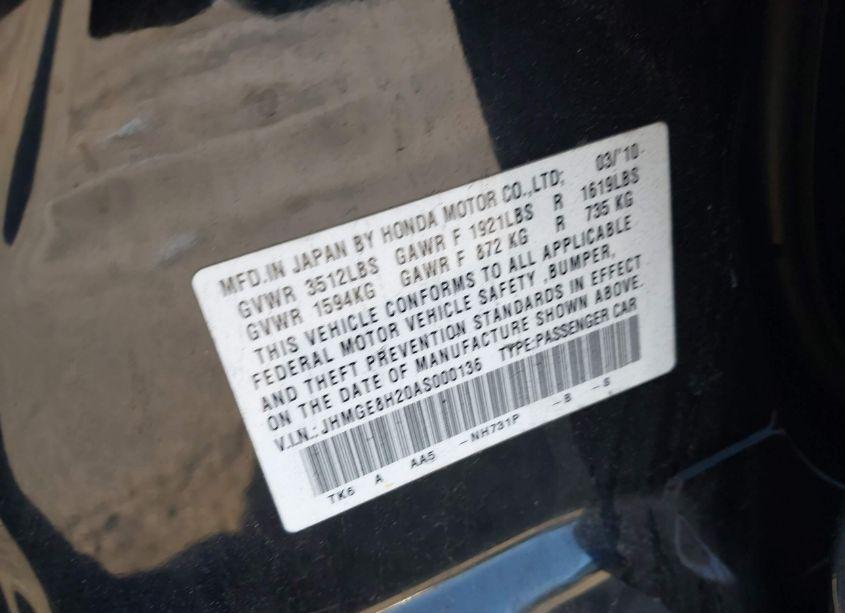 MFD.IN JAPAN BY HONDA MOTOR CO.,LTD; 03/'10
GVWR 3512LBS GAWR F 1921LBS R 1619LBS
GVWR 1594KG GAWR F 872 KG R 735 KG
THIS VEHICLE CONFORMS TO ALL APPLICABLE
FEDERAL MOTOR VEHICLE SAFETY ,BUMPER,
AND THEFT PREVENTION STANDARDS IN EFFECT
ON THE DATE OF MANUFACTURE SHOWN ABOVE.
V.I.N.: JHMGE8H20AS000136 TYPE:PASSENGER CAR
TK6 A AA5 -NH731P -B -S